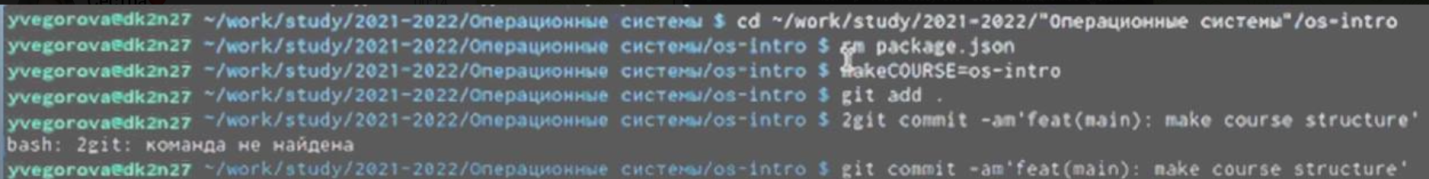 yvegorova@dk2n27 ~/work/study/2021-2022/Операционные системы $ cd ~/work/study/2021-2022/"Операционные системы"/os-intro
yvegorova@dk2n27 ~/work/study/2021-2022/Операционные системы/os-intro $ rm package.json
yvegorova@dk2n27 ~/work/study/2021-2022/Операционные системы/os-intro $ makeCOURSE=os-intro
yvegorova@dk2n27 ~/work/study/2021-2022/Операционные системы/os-intro $ git add .
yvegorova@dk2n27 ~/work/study/2021-2022/Операционные системы/os-intro $ 2git commit -am'feat(main): make course structure'
bash: 2git: команда не найдена
yvegorova@dk2n27 ~/work/study/2021-2022/Операционные системы/os-intro $ git commit -am'feat(main): make course structure'